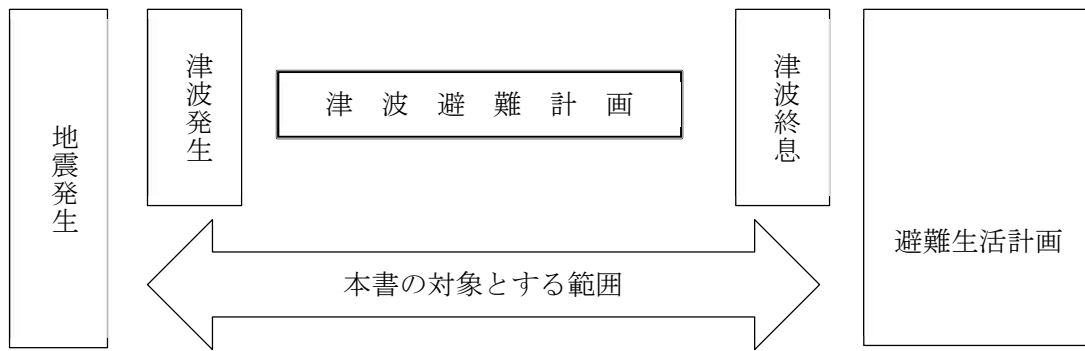 地震発生
津波発生
津波避難計画
津波終息
本書の対象とする範囲
避難生活計画